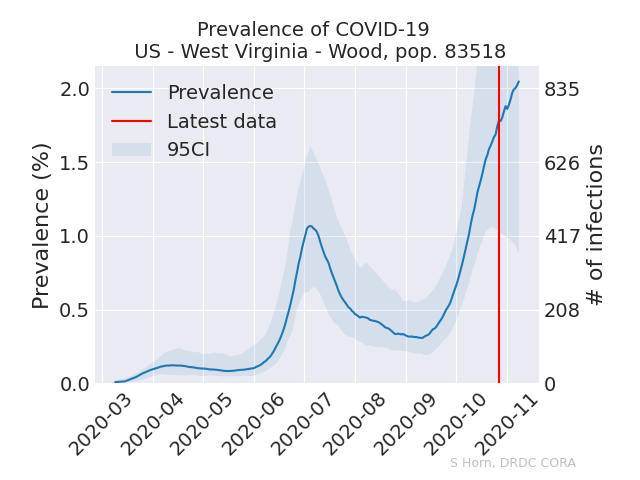 Prevalence of COVID-19
US - West Virginia - Wood, pop. 83518
Prevalence
Latest data
95CI
Prevalence (%)
2.0
1.5
1.0
0.5
0.0
# of infections
835
626
417
208
0
2020-03
2020-04
2020-05
2020-06
2020-07
2020-08
2020-09
2020-10
2020-11
S Horn, DRDC CORA